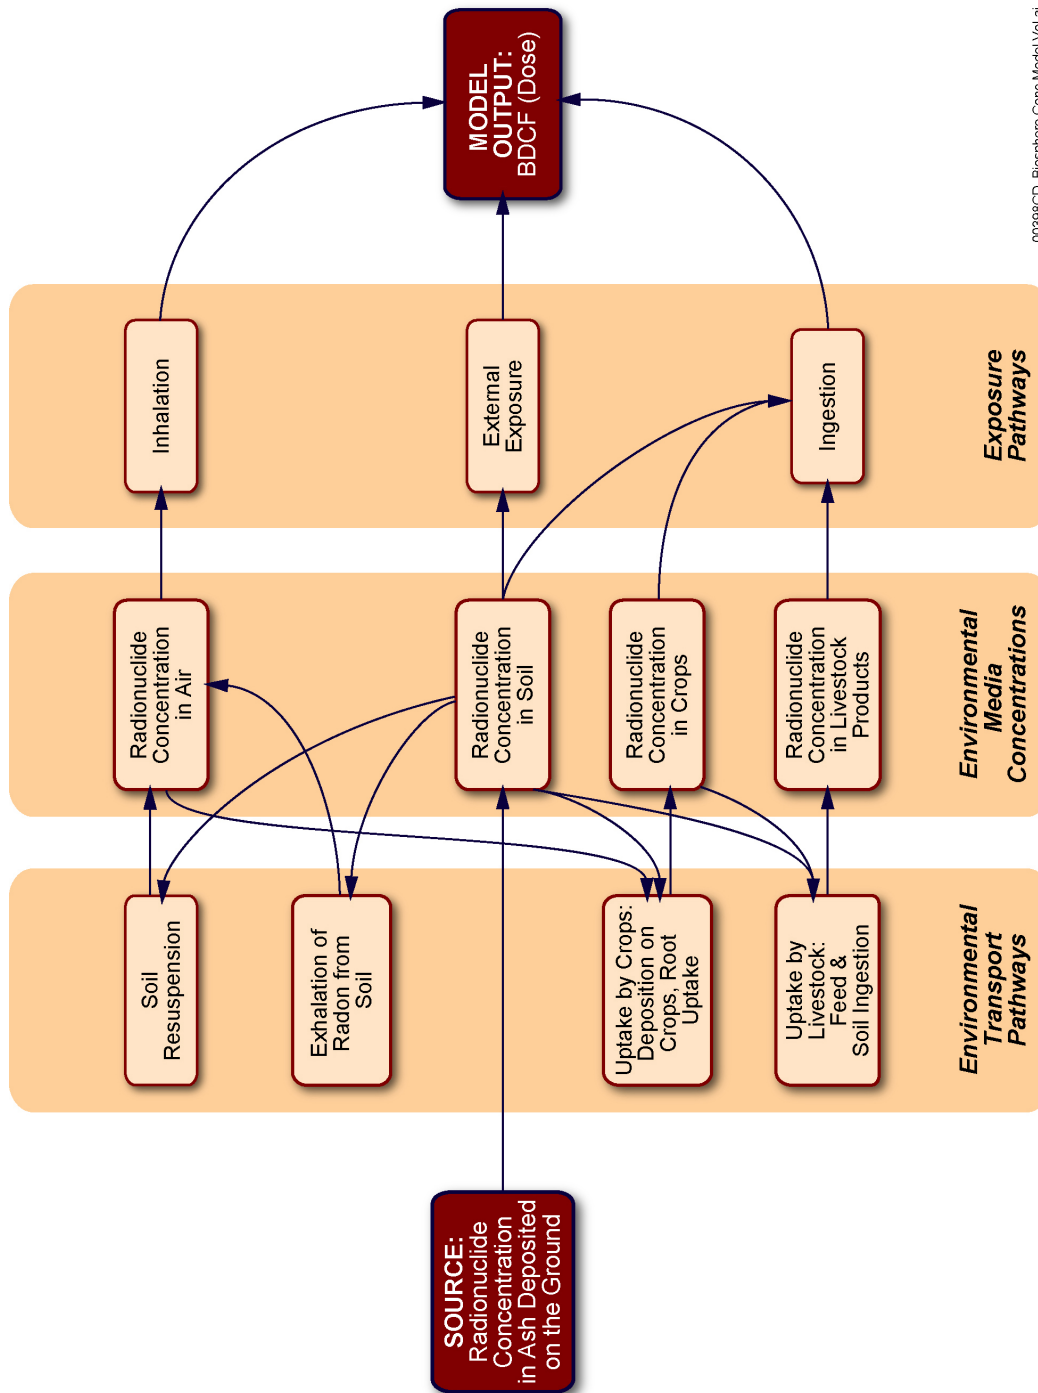 SOURCE:
Radionuclide
Concentration
in Ash Deposited
on the Ground
Soil
Resuspension
Exhalation of
Radon from
Soil
Uptake by Crops:
Deposition on
Crops, Root
Uptake
Uptake by
Livestock:
Feed &
Soil Ingestion
Environmental
Transport
Pathways
Radionuclide
Concentration
in Air
Radionuclide
Concentration
in Soil
Radionuclide
Concentration
in Crops
Radionuclide
Concentration
in Livestock
Products
Environmental
Media
Concentrations
Inhalation
External
Exposure
Ingestion
Exposure
Pathways
MODEL
OUTPUT:
BDCF (Dose)